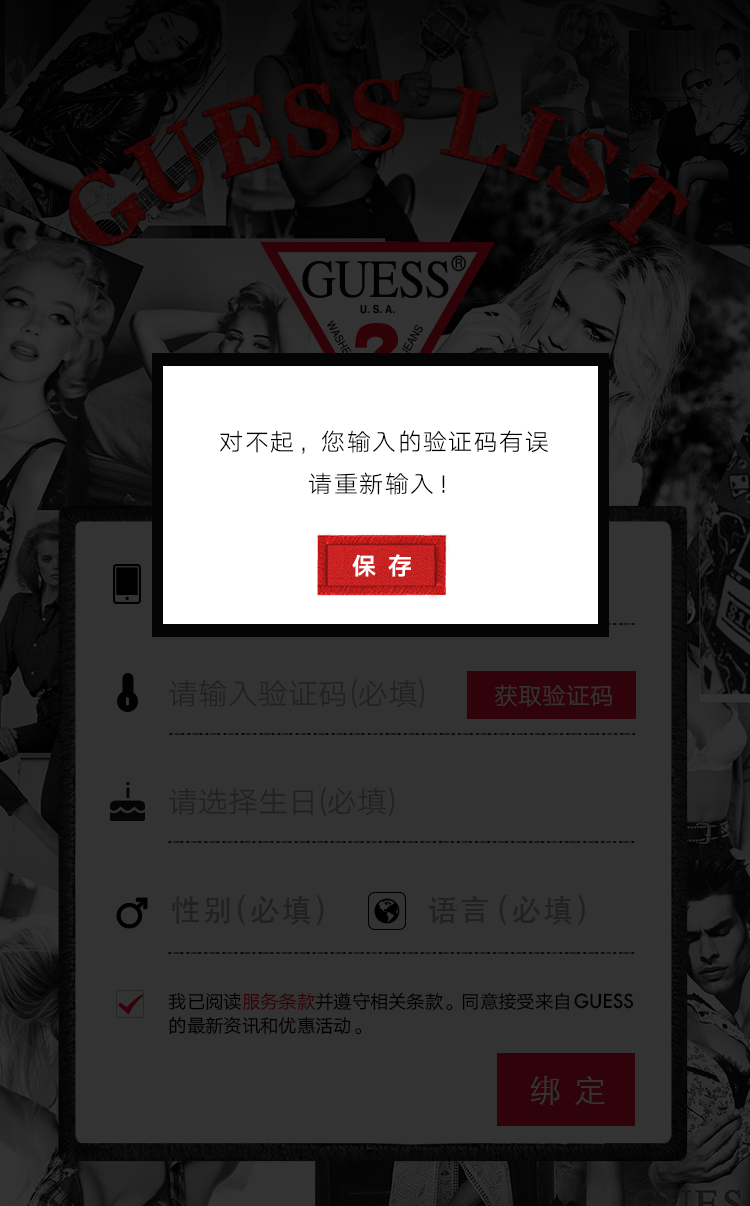 GUESS LIST
GUESS®
U.S.A.
WASHE
JEANS
?
对不起，您输入的验证码有误
请重新输入！
保存
请输入验证码(必填)
获取验证码
请选择生日(必填)
性别(必填)
语言(必填)
我已阅读服务条款并遵守相关条款。同意接受来自GUESS
的最新资讯和优惠活动。
绑定